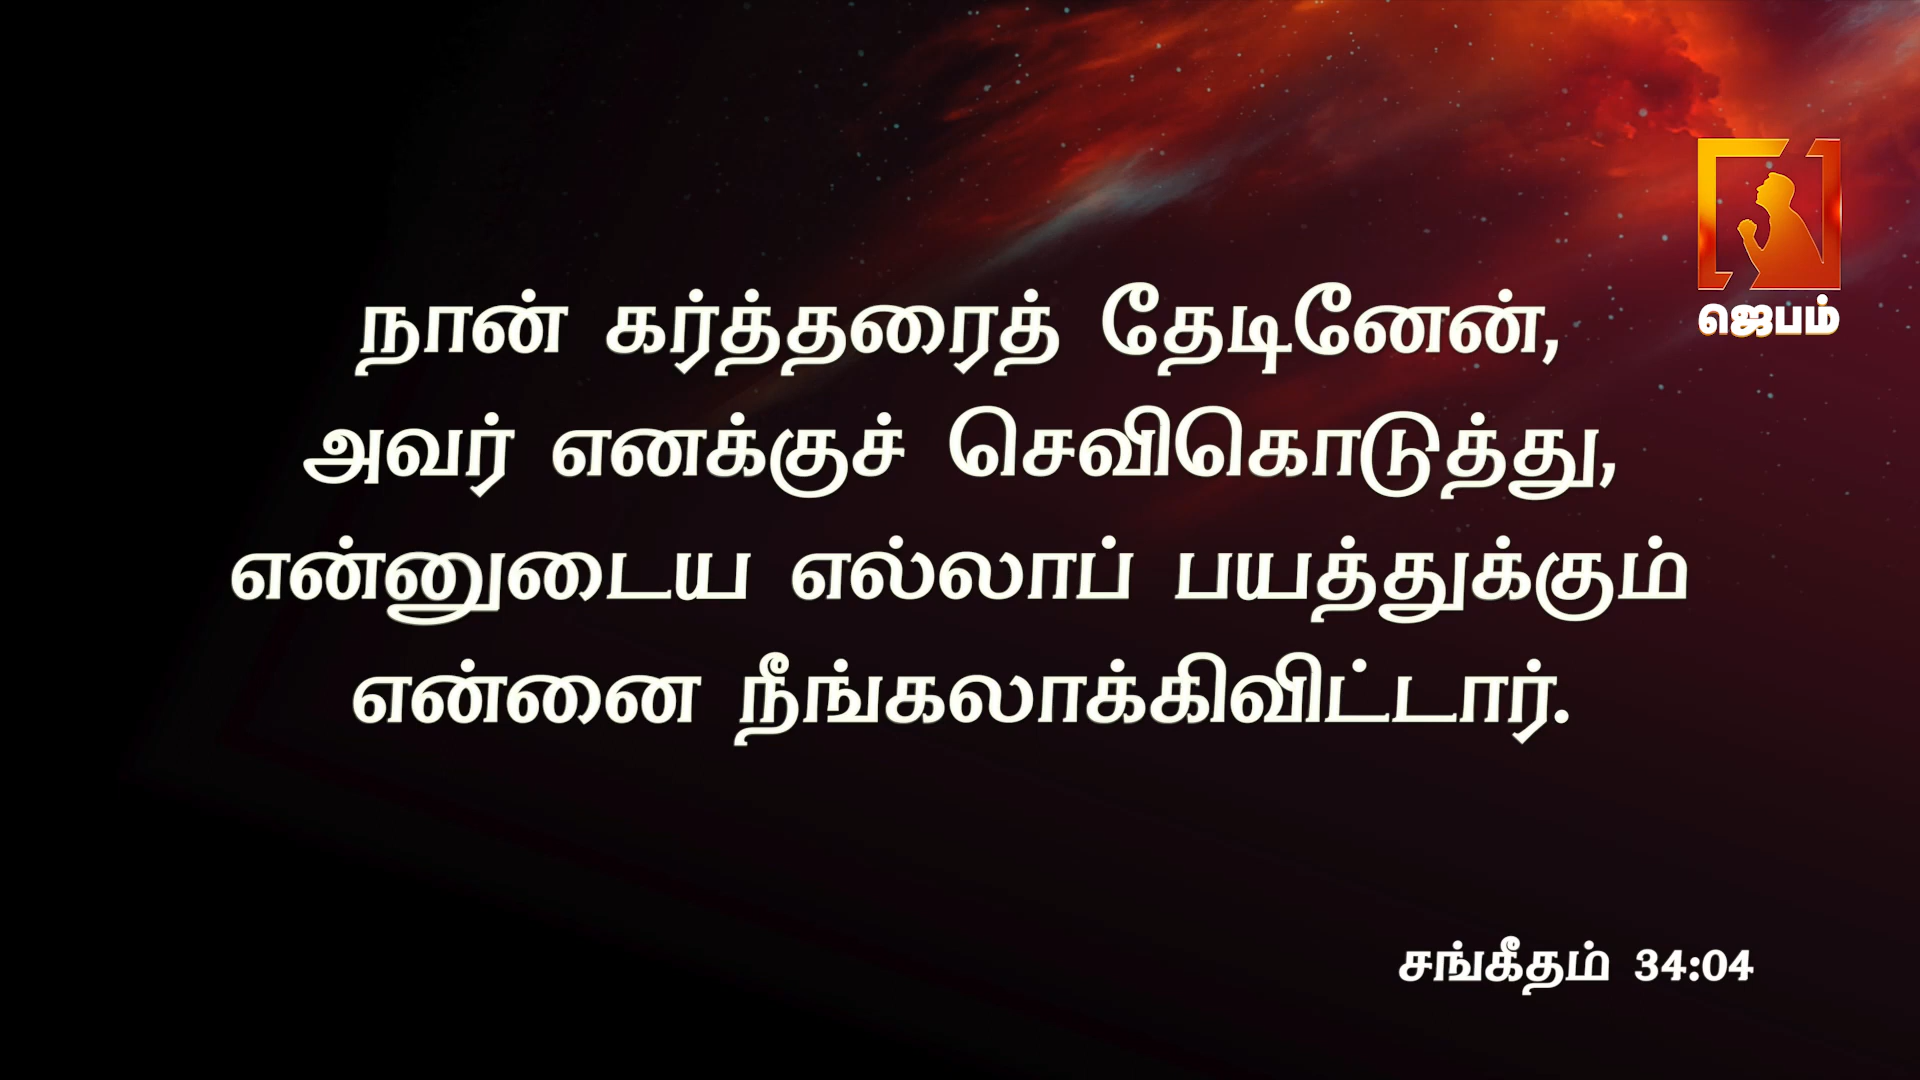 ஜெபம்
நான் கர்த்தரைத் தேடினேன்,
அவர் எனக்குச் செவிகொடுத்து,
என்னுடைய எல்லாப் பயத்துக்கும்
என்னை நீங்கலாக்கிவிட்டார்.
சங்கீதம் 34:04